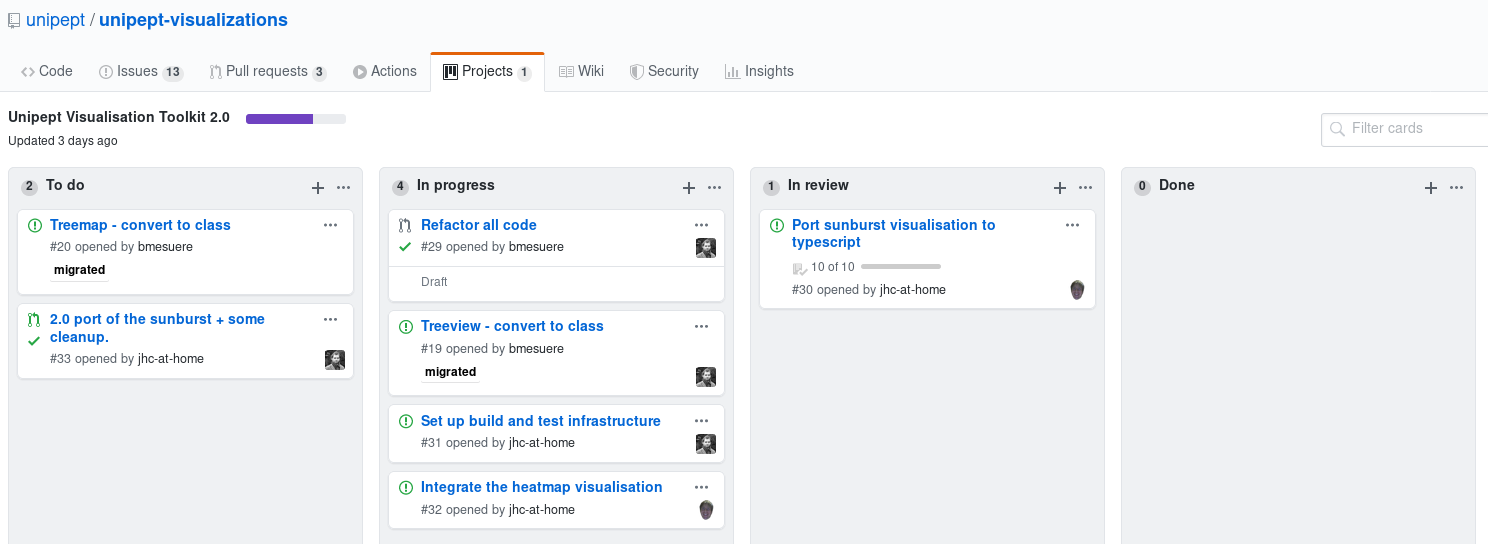 unipept / unipept-visualizations
Code Issues 13 Pull requests 3 Actions Projects 1 Wiki Security Insights
Unipept Visualisation Toolkit 2.0
Updated 3 days ago
Filter cards
2 To do
Treemap - convert to class
#20 opened by bmesuere
migrated
2.0 port of the sunburst + some
cleanup.
#33 opened by jhc-at-home
4 In progress
Refactor all code
#29 opened by bmesuere
Draft
Treeview - convert to class
#19 opened by bmesuere
migrated
Set up build and test infrastructure
#31 opened by jhc-at-home
Integrate the heatmap visualisation
#32 opened by jhc-at-home
1 In review
Port sunburst visualisation to
typescript
10 of 10
#30 opened by jhc-at-home
0 Done